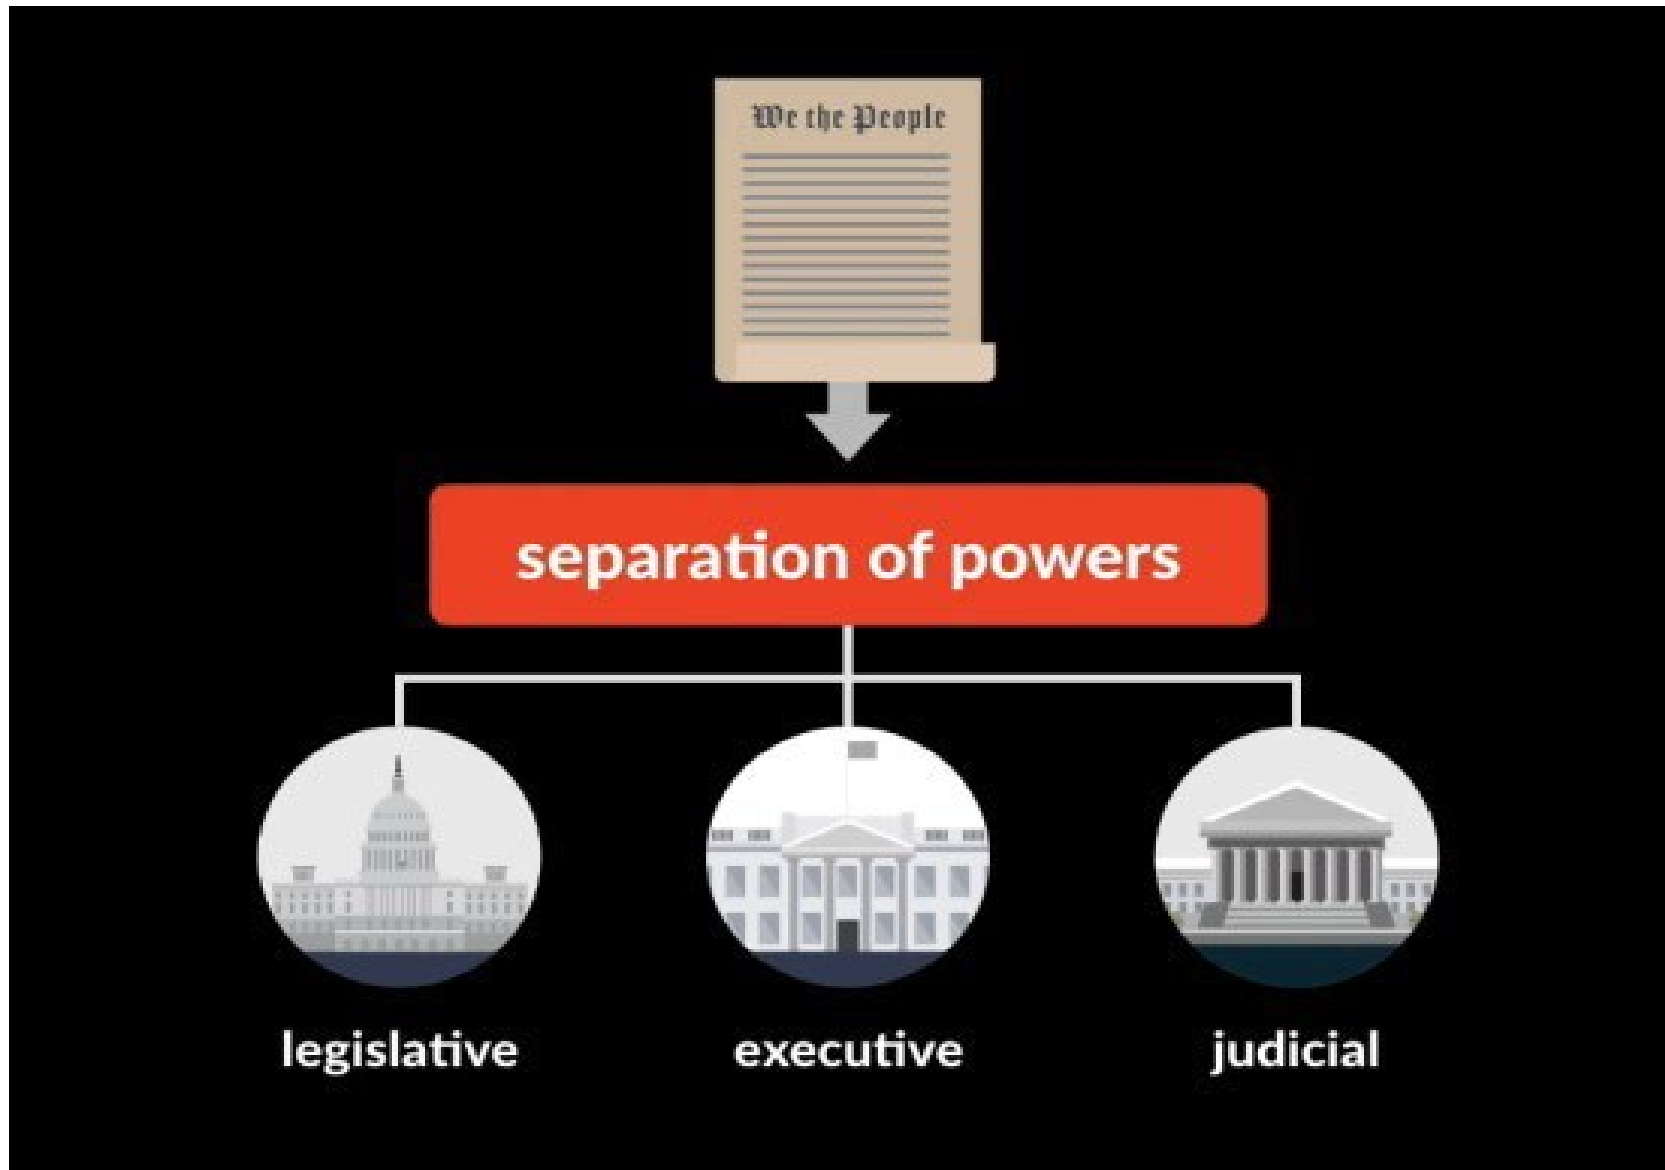 We the People
separation of powers
legislative
executive
judicial